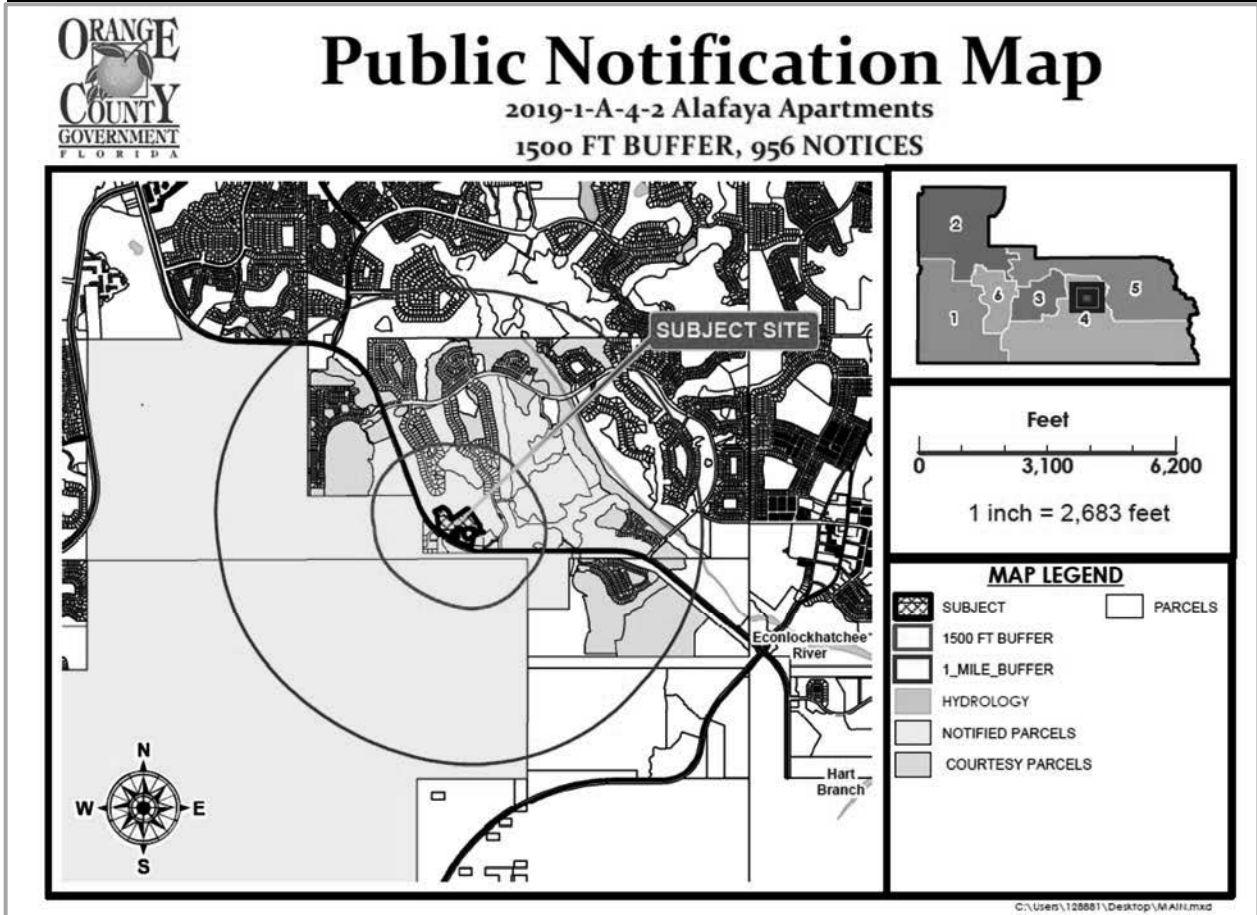 ORANGE
COUNTY
GOVERNMENT
FLORIDA
Public Notification Map
2019-1-A-4-2 Alafaya Apartments
1500 FT BUFFER, 956 NOTICES
SUBJECT SITE
Econlockhatchee
River
Hart
Branch
N
W E
S
2
5
6
3
1
4
Feet
0 3,100 6,200
1 inch = 2,683 feet
MAP LEGEND
SUBJECT PARCELS
1500 FT BUFFER
1_MILE_BUFFER
HYDROLOGY
NOTIFIED PARCELS
COURTESY PARCELS
C:\Users\128681\Desktop\MAIN.mxd